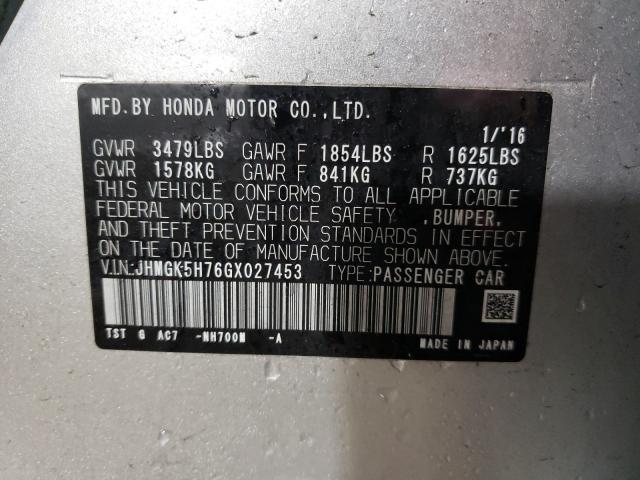 MFD.BY HONDA MOTOR CO.,LTD.
1/'16
GVWR 3479LBS GAWR F 1854LBS R 1625LBS
GVWR 1578KG GAWR F 841KG R 737KG
THIS VEHICLE CONFORMS TO ALL APPLICABLE
FEDERAL MOTOR VEHICLE SAFETY ,BUMPER,
AND THEFT PREVENTION STANDARDS IN EFFECT
ON THE DATE OF MANUFACTURE SHOWN ABOVE.
V.I.N:JHMGK5H76GX027453 TYPE:PASSENGER CAR
TST G AC7 -NH700M -A MADE IN JAPAN